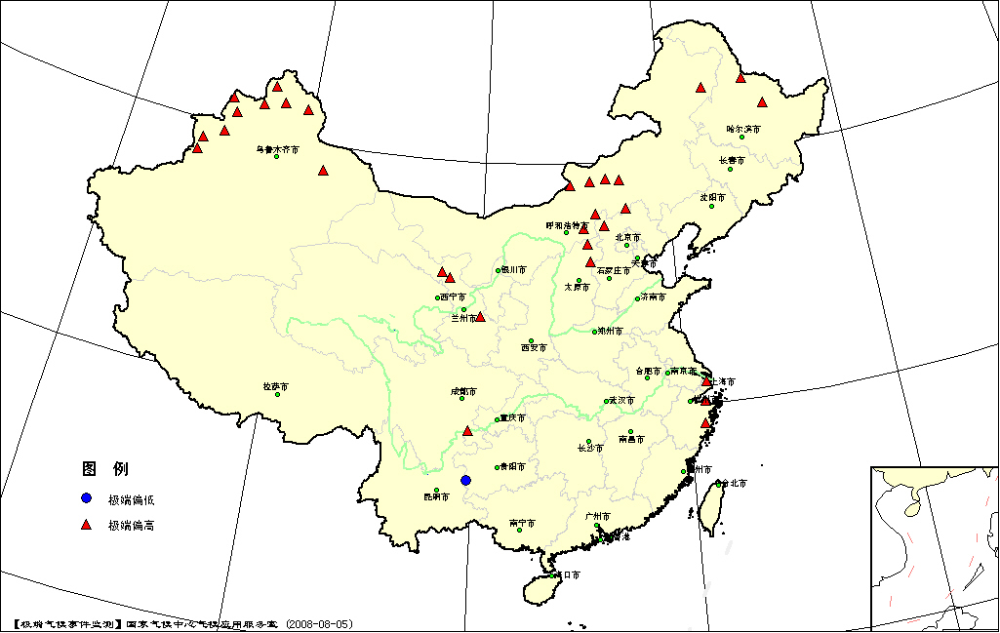 哈尔滨市
乌鲁木齐市
长春市
沈阳市
呼和浩特市
北京市
天津市
银川市
石家庄市
太原市
西宁市
济南市
兰州市
郑州市
西安市
合肥市
南京市
上海市
拉萨市
成都市
武汉市
重庆市
南昌市
长沙市
图 例
贵阳市
州市
台北市
极端偏低
昆明市
广州市
极端偏高
南宁市
港
口市
【极端气候事件监测】国家气候中心气候应用服务室 (2008-08-05)